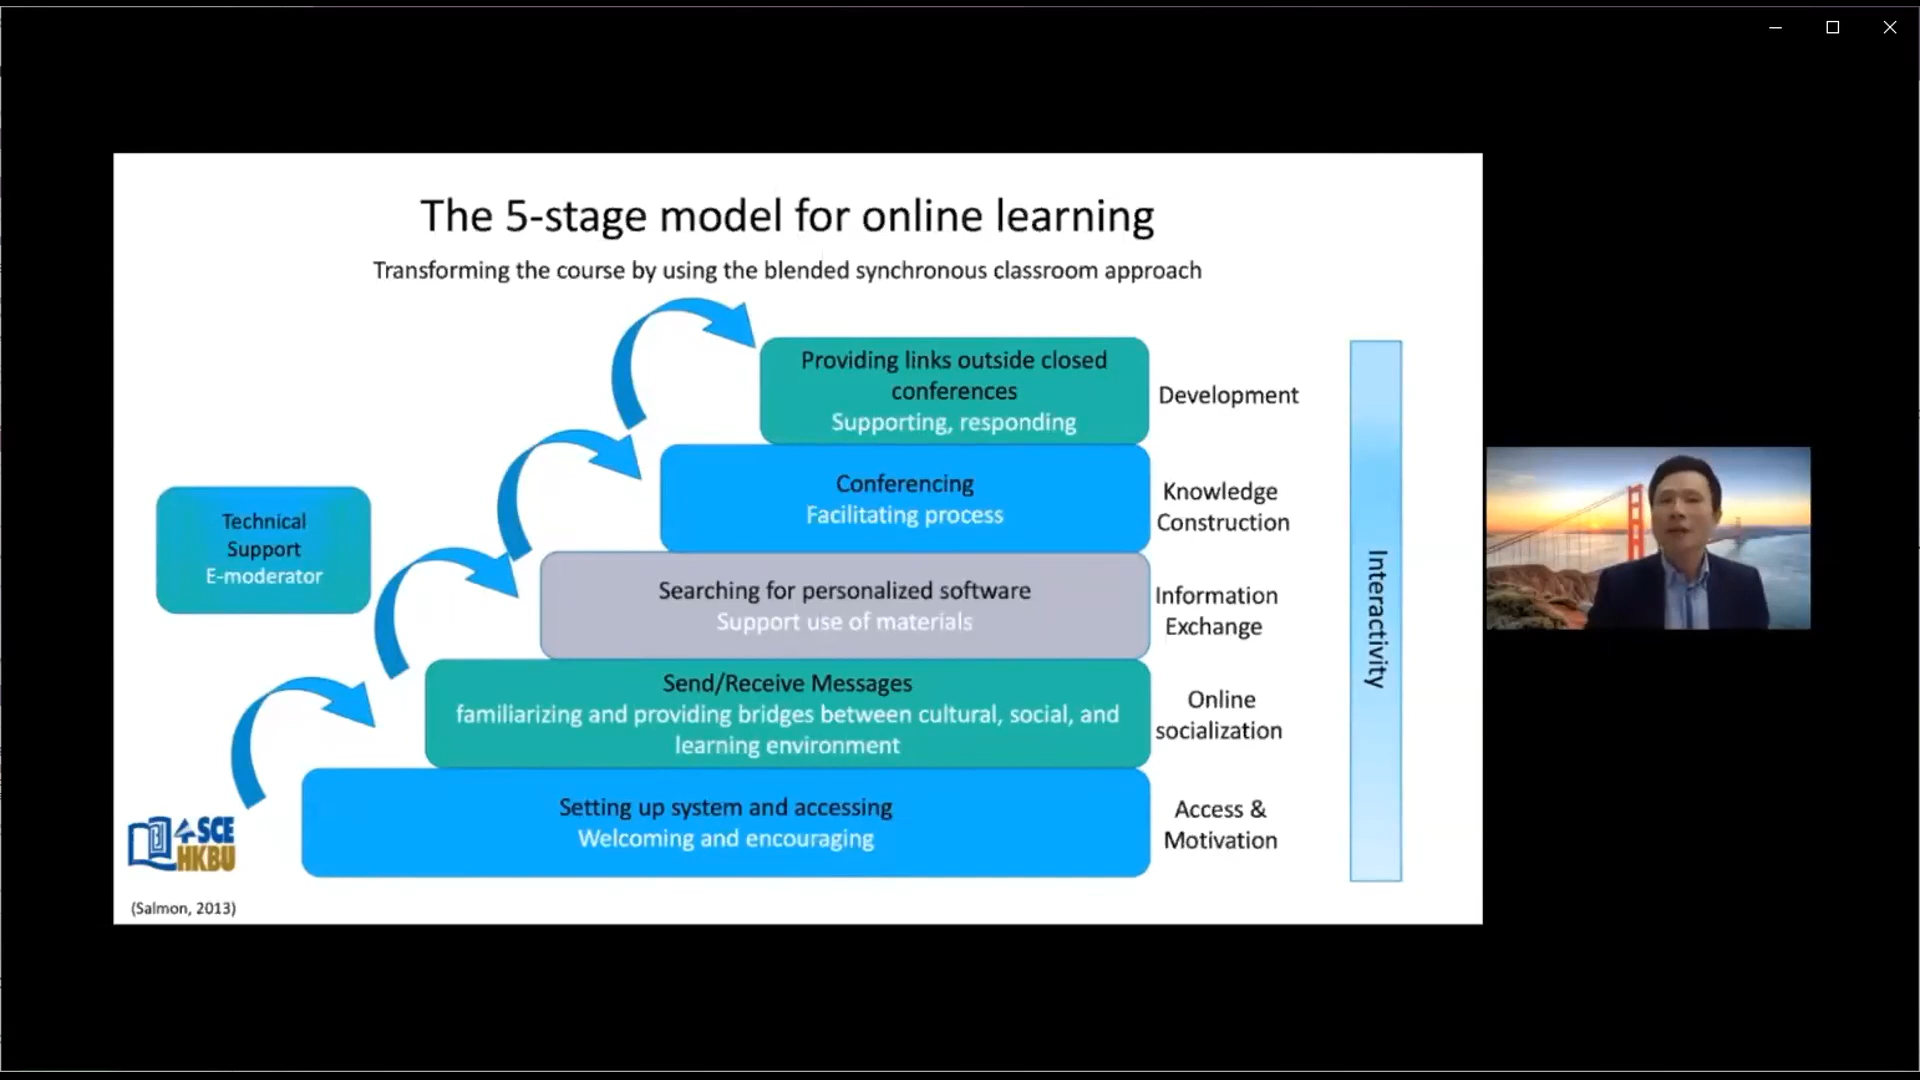 The 5-stage model for online learning
Transforming the course by using the blended synchronous classroom approach
Providing links outside closed
conferences
Supporting, responding
Development
Conferencing
Facilitating process
Knowledge
Construction
Technical
Support
E-moderator
Searching for personalized software
Support use of materials
Information
Exchange
Interactivity
Send/Receive Messages
familiarizing and providing bridges between cultural, social, and
learning environment
Online
socialization
Setting up system and accessing
Welcoming and encouraging
Access &
Motivation
SCE
HKBU
(Salmon, 2013)